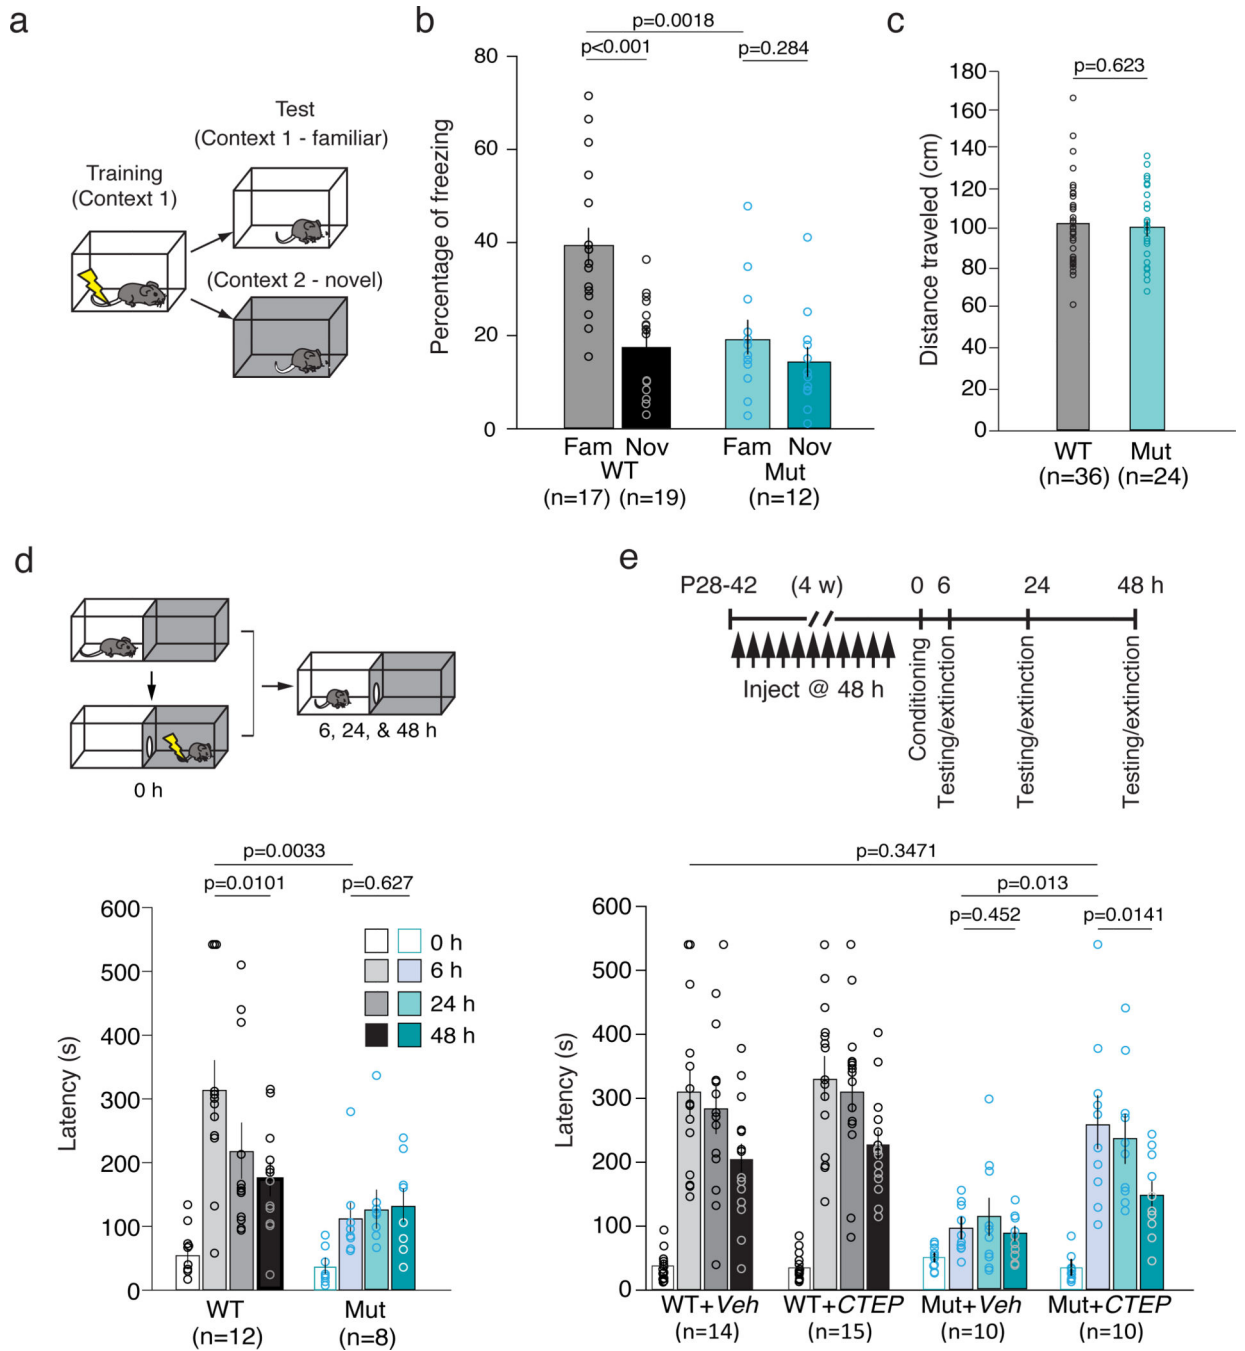 a
Training
(Context 1)
Test
(Context 1 - familiar)
(Context 2 - novel)
b
p=0.0018
p<0.001
p=0.284
Percentage of freezing
80
60
40
20
0
Fam Nov
WT
(n=17) (n=19)
Fam Nov
Mut
(n=12)
c
p=0.623
Distance traveled (cm)
180
160
140
120
100
80
60
40
20
0
WT
(n=36)
Mut
(n=24)
d
0 h
6, 24, & 48 h
p=0.0033
p=0.0101
p=0.627
Latency (s)
600
500
400
300
200
100
0
0 h
6 h
24 h
48 h
WT
(n=12)
Mut
(n=8)
e
P28-42
(4 w)
0 6 24 48 h
Inject @ 48 h
Conditioning
Testing/extinction
Testing/extinction
Testing/extinction
p=0.3471
p=0.013
p=0.452
p=0.0141
Latency (s)
600
500
400
300
200
100
0
WT+Veh
(n=14)
WT+CTEP
(n=15)
Mut+Veh
(n=10)
Mut+CTEP
(n=10)